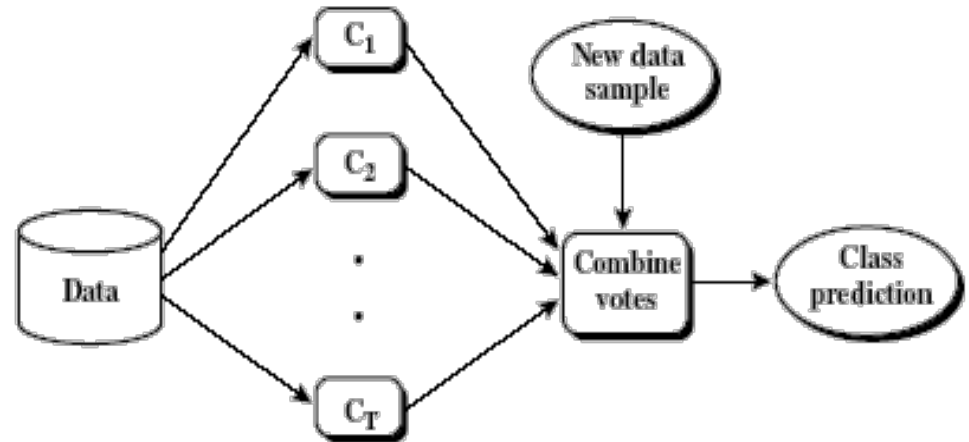 C1
New data
sample
C2
Data
Combine
votes
Class
prediction
CT